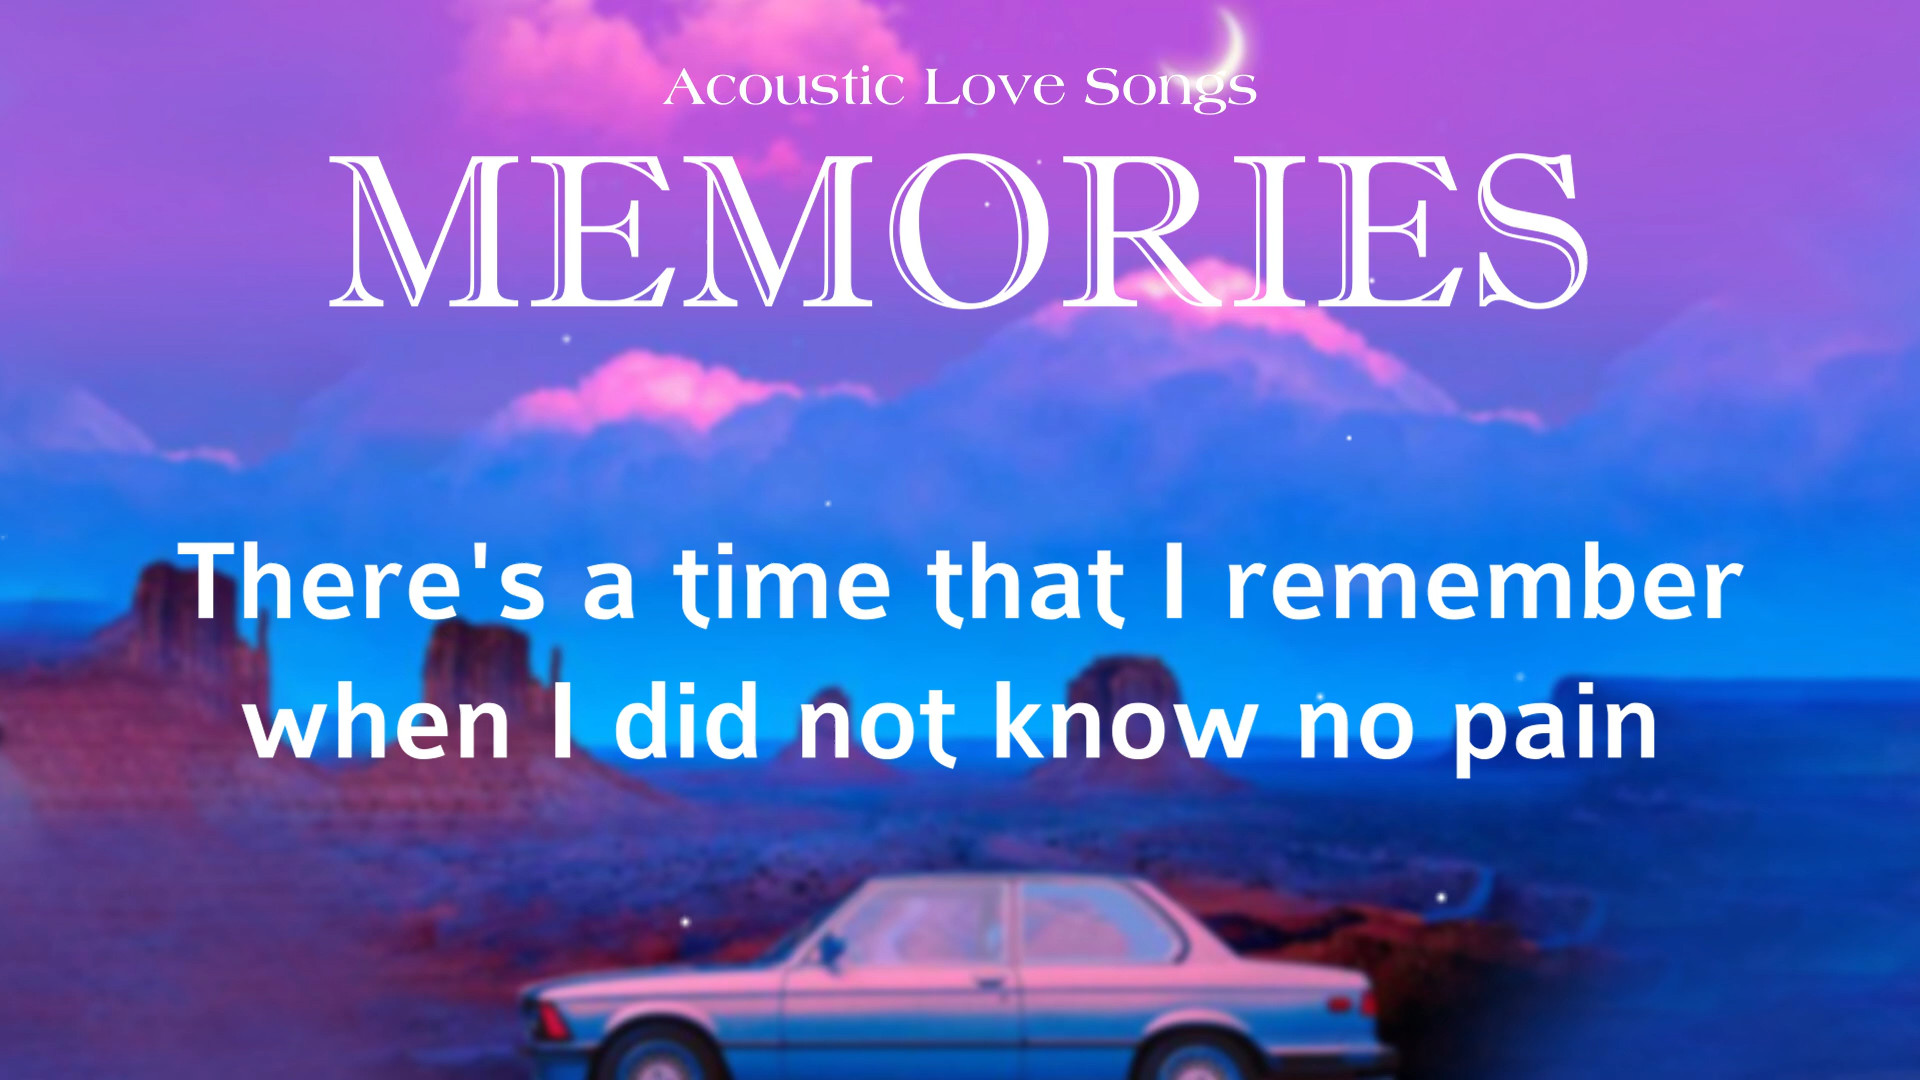 Acoustic Love Songs
MEMORIES
There's a time that I remember
when I did not know no pain